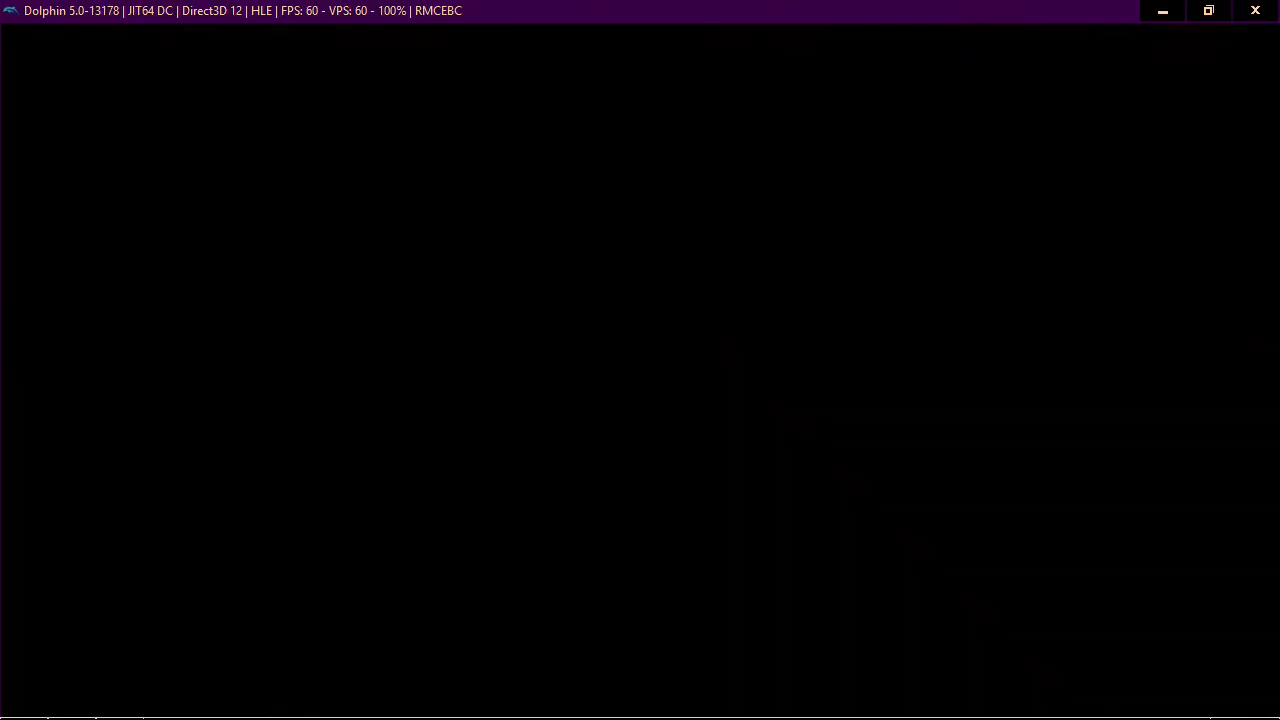 Dolphin 5.0-13178 | JIT64 DC | Direct3D 12 | HLE | FPS: 60 - VPS: 60 - 100% | RMCEBC